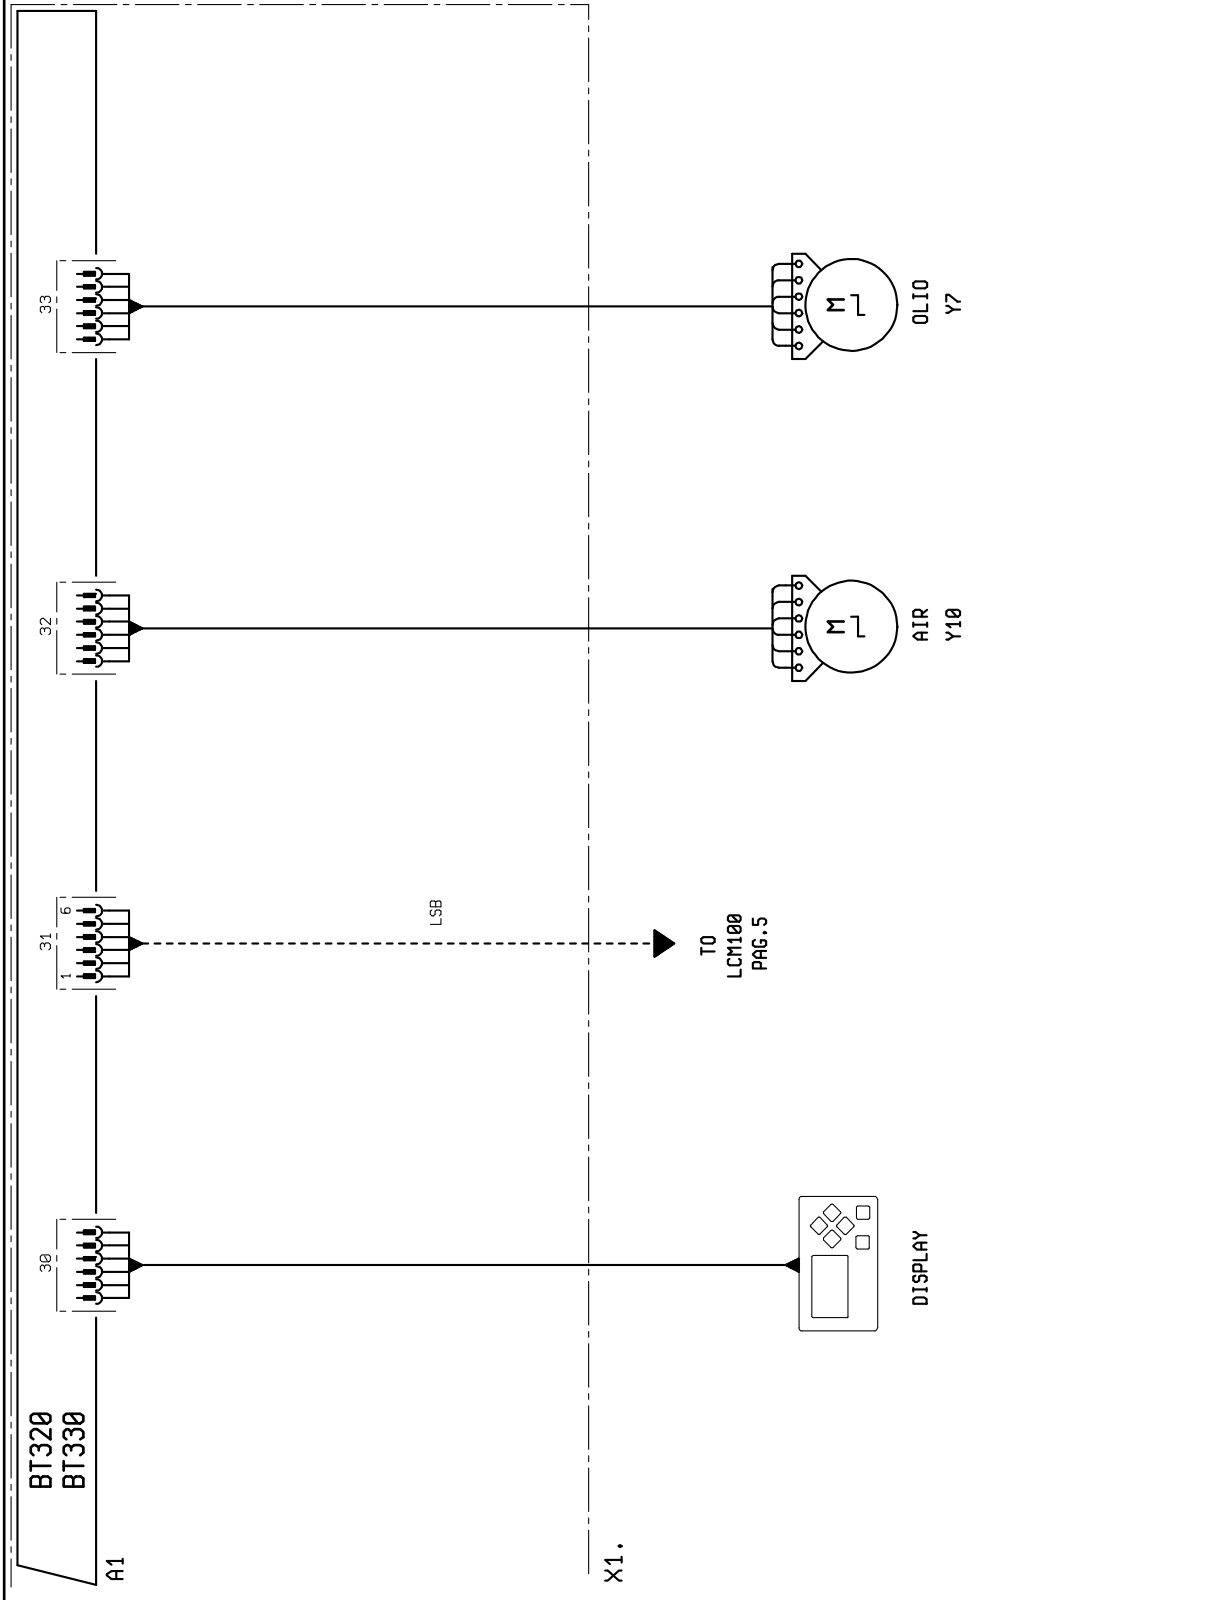 BT320
BT330
A1
30
31
1
6
32
33
LSB
X1.
TO
LCM100
PAG.5
DISPLAY
M
AIR
Y10
M
OLIO
Y7